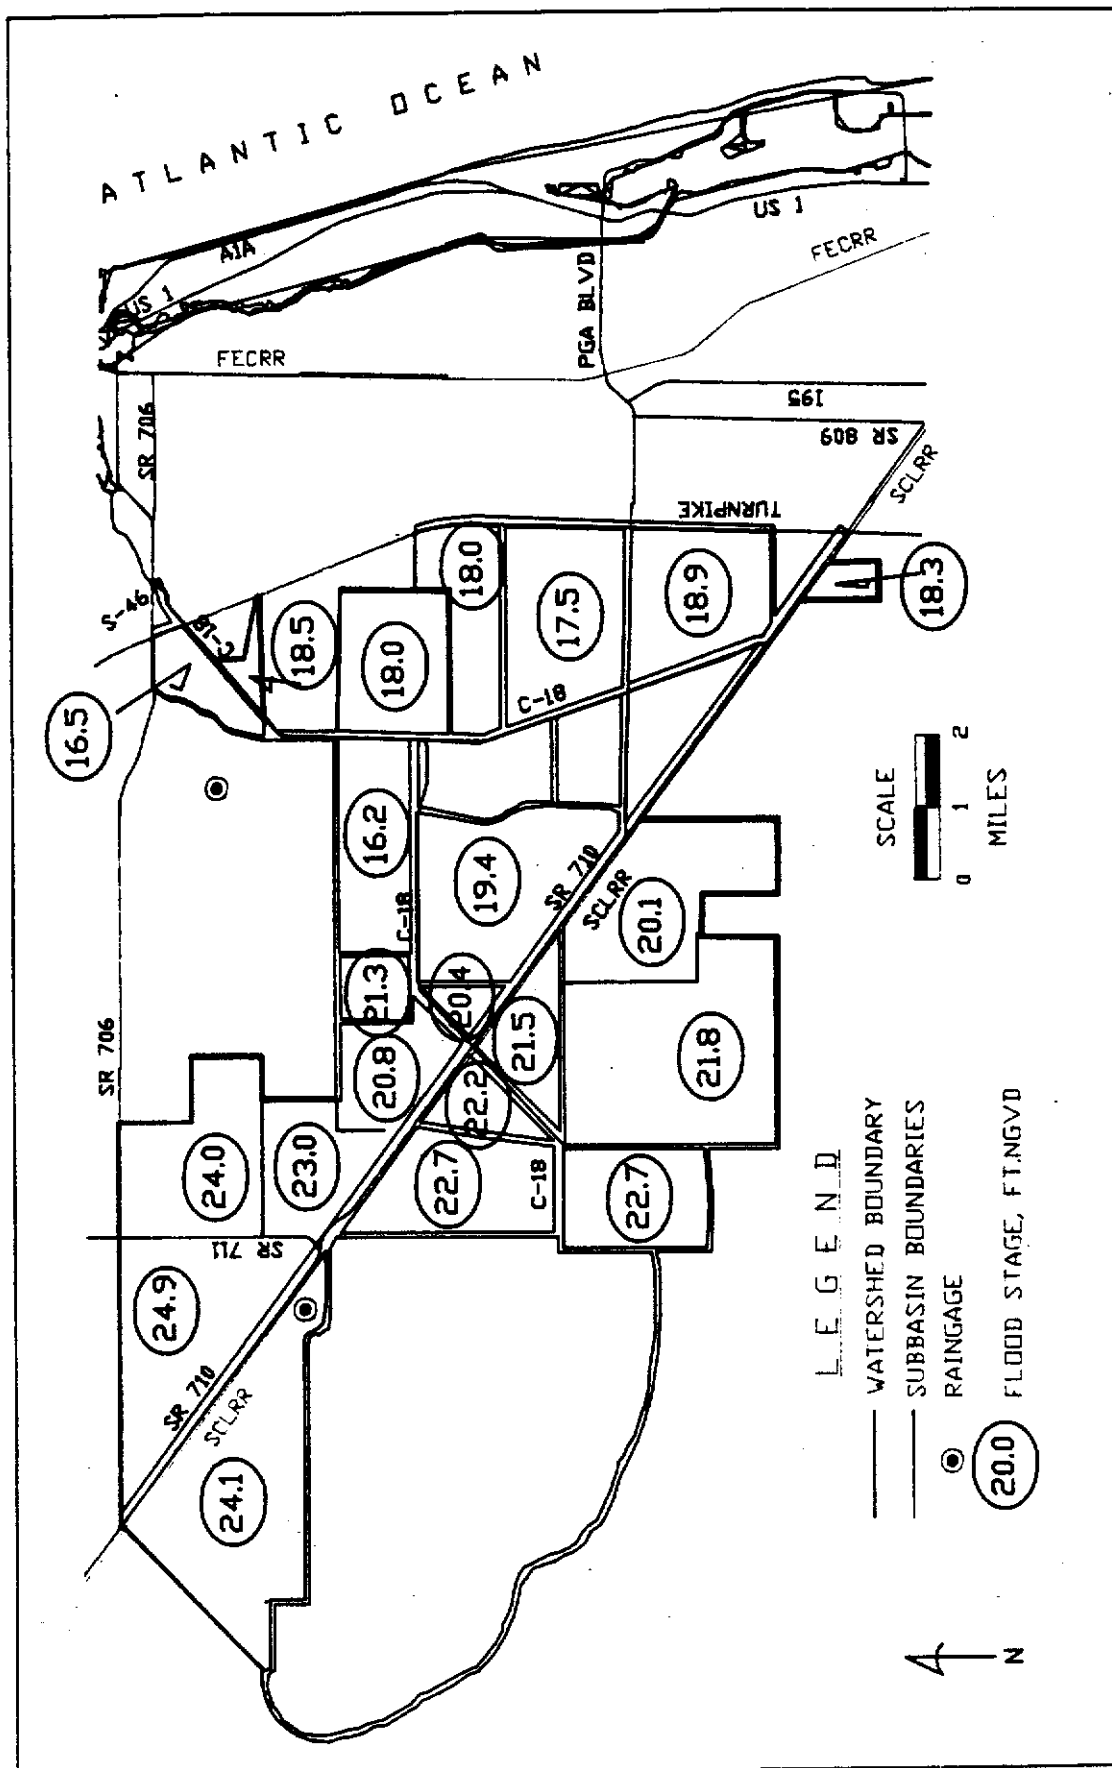 ATLANTIC OCEAN
A1A
US 1
US 1
FECRR
FECRR
PGA BLVD
I95
SR 809
SCLRR
TURNPIKE
SR 706
S-46
C-18
16.5
18.5
18.0
18.0
17.5
18.9
18.3
C-18
16.2
C-18
19.4
SR 710
SCLRR
20.1
21.3
20.4
21.5
20.8
22.2
21.8
SR 706
24.0
23.0
22.7
C-18
22.7
SR 711
24.9
SR 710
SCLRR
24.1
SCALE
0 1 2
MILES
LEGEND
WATERSHED BOUNDARY
SUBBASIN BOUNDARIES
RAINGAGE
20.0 FLOOD STAGE, FT.NGVD
N